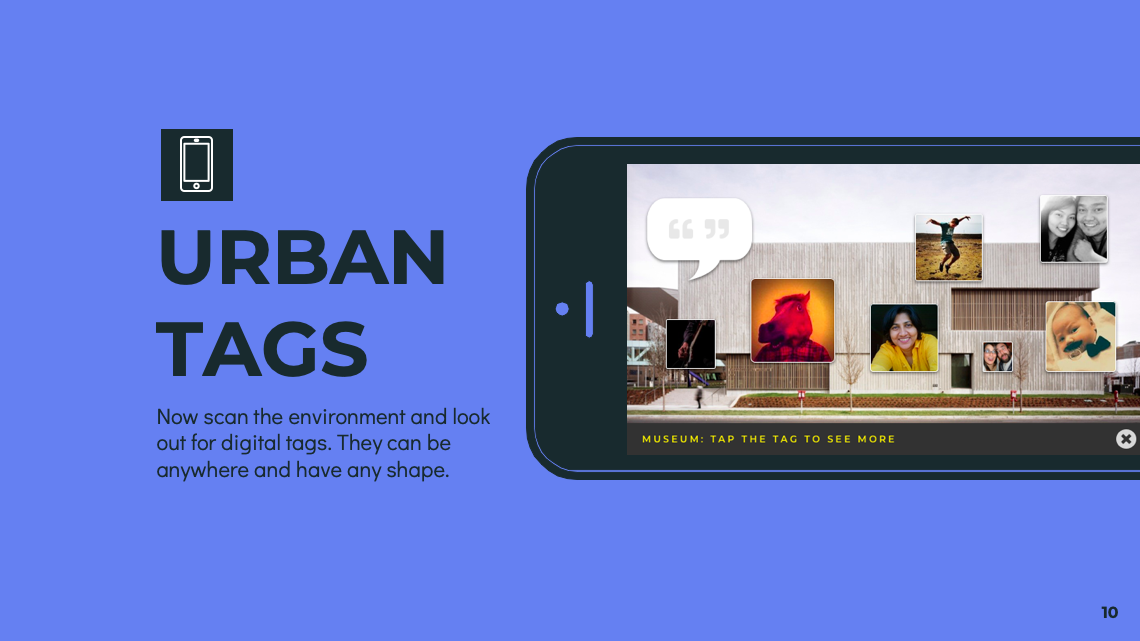 URBAN
TAGS
Now scan the environment and look
out for digital tags. They can be
anywhere and have any shape.
“ ”
MUSEUM: TAP THE TAG TO SEE MORE
10